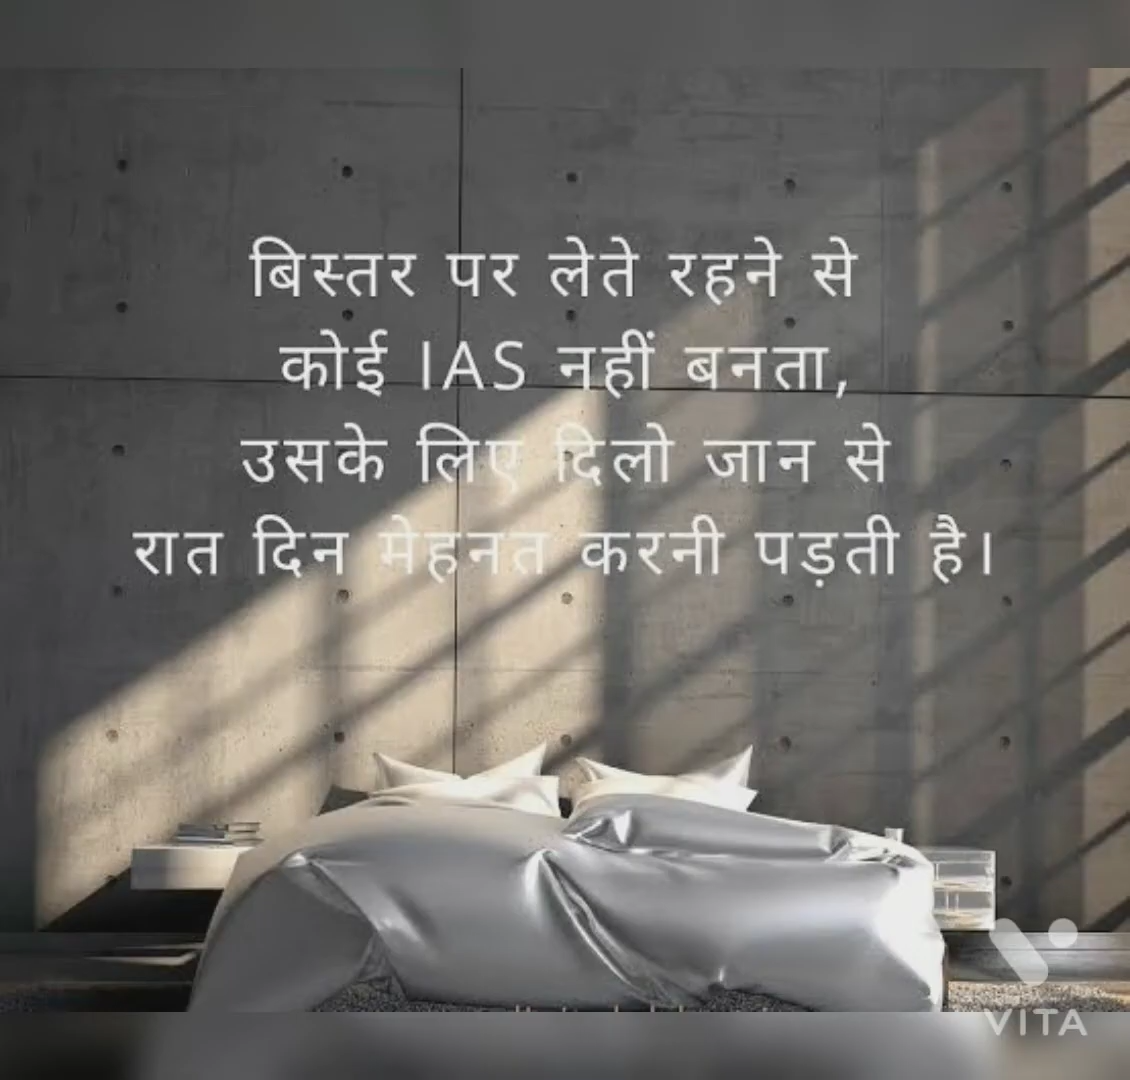 बिस्तर पर लेते रहने से
कोई IAS नहीं बनता,
उसके लिए दिलो जान से
रात दिन मेहनत करनी पड़ती है।
VITA